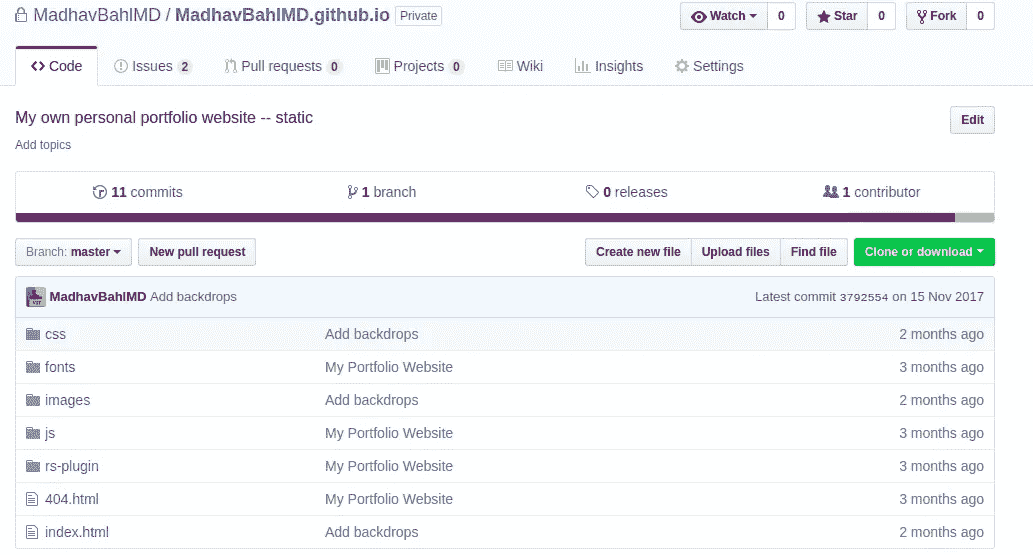 MadhavBahlMD / MadhavBahlMD.github.io Private Watch 0 Star 0 Fork 0
Code Issues 2 Pull requests 0 Projects 0 Wiki Insights Settings
My own personal portfolio website -- static Edit
Add topics
11 commits 1 branch 0 releases 1 contributor
Branch: master New pull request Create new file Upload files Find file Clone or download
MadhavBahlMD Add backdrops Latest commit 3792554 on 15 Nov 2017
css Add backdrops 2 months ago
fonts My Portfolio Website 3 months ago
images Add backdrops 2 months ago
js My Portfolio Website 3 months ago
rs-plugin My Portfolio Website 3 months ago
404.html My Portfolio Website 3 months ago
index.html Add backdrops 2 months ago